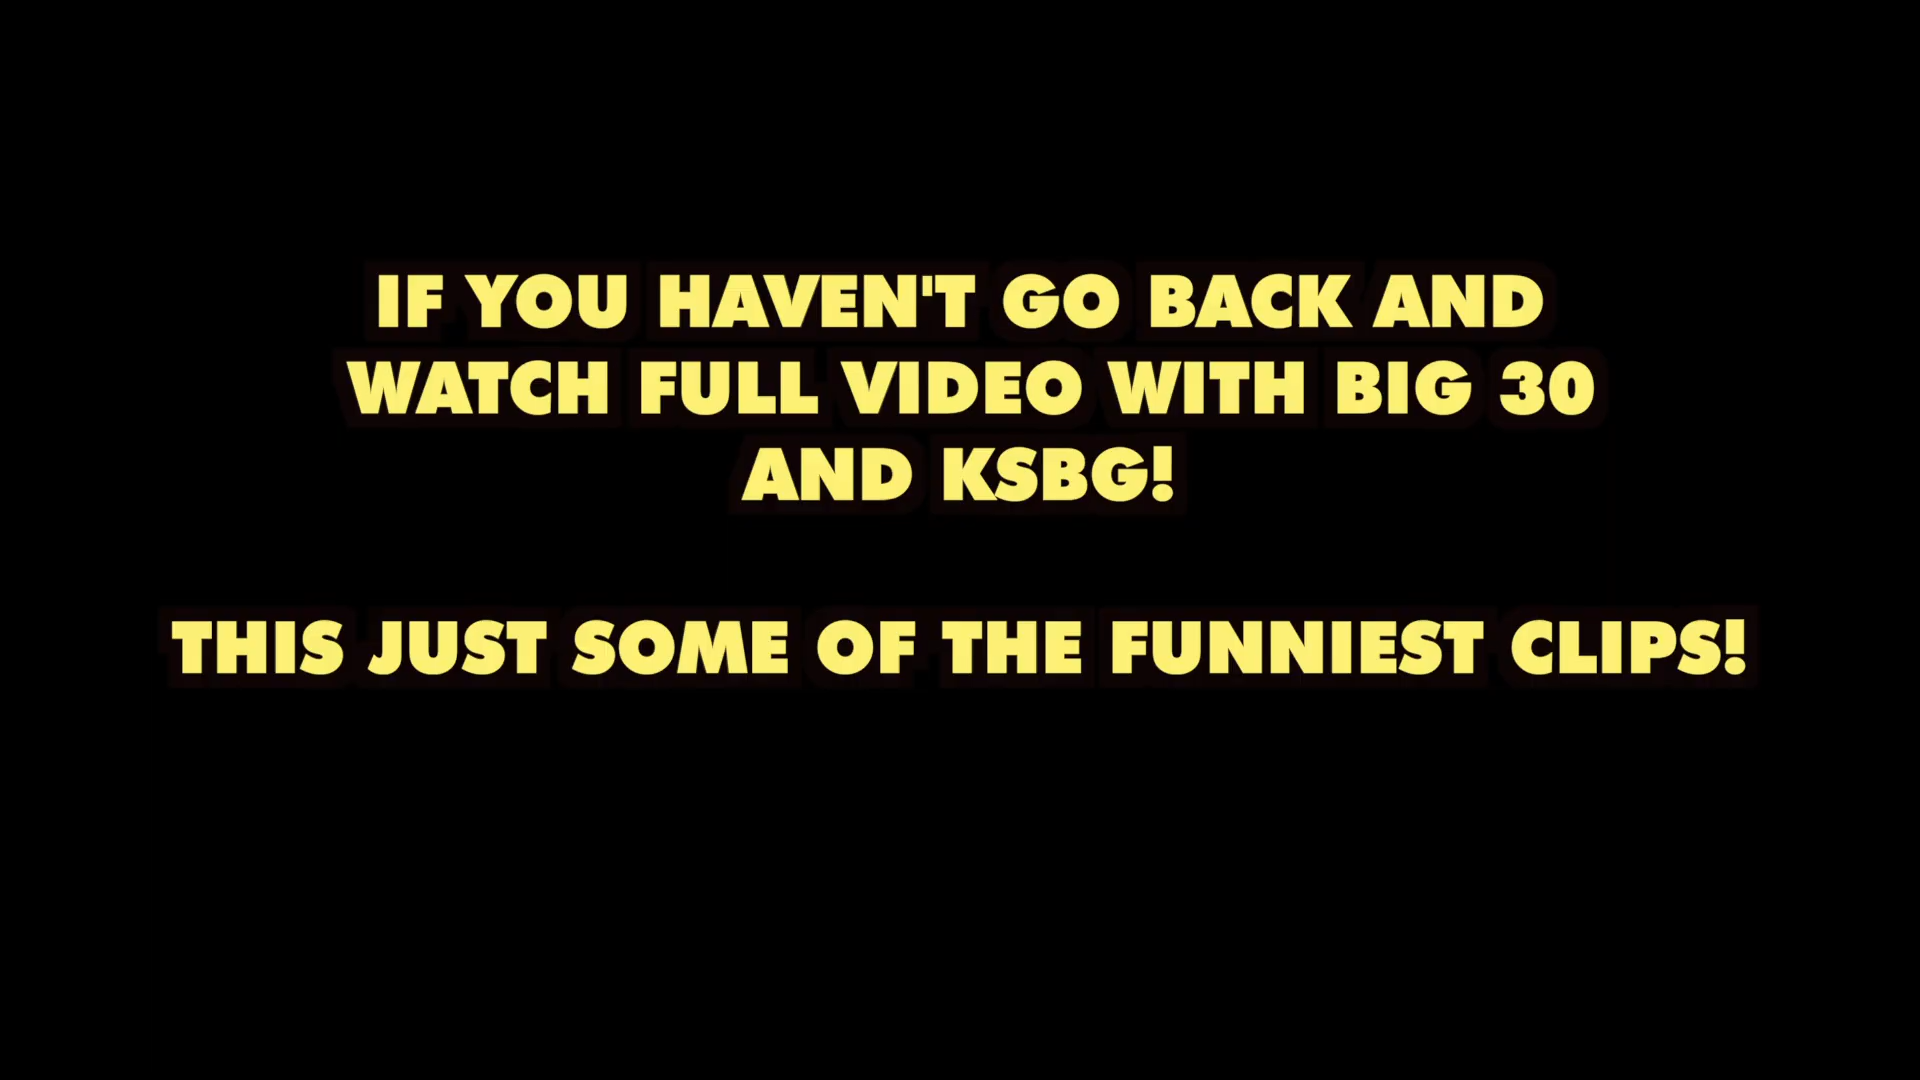 IF YOU HAVEN'T GO BACK AND
WATCH FULL VIDEO WITH BIG 30
AND KSBG!
THIS JUST SOME OF THE FUNNIEST CLIPS!